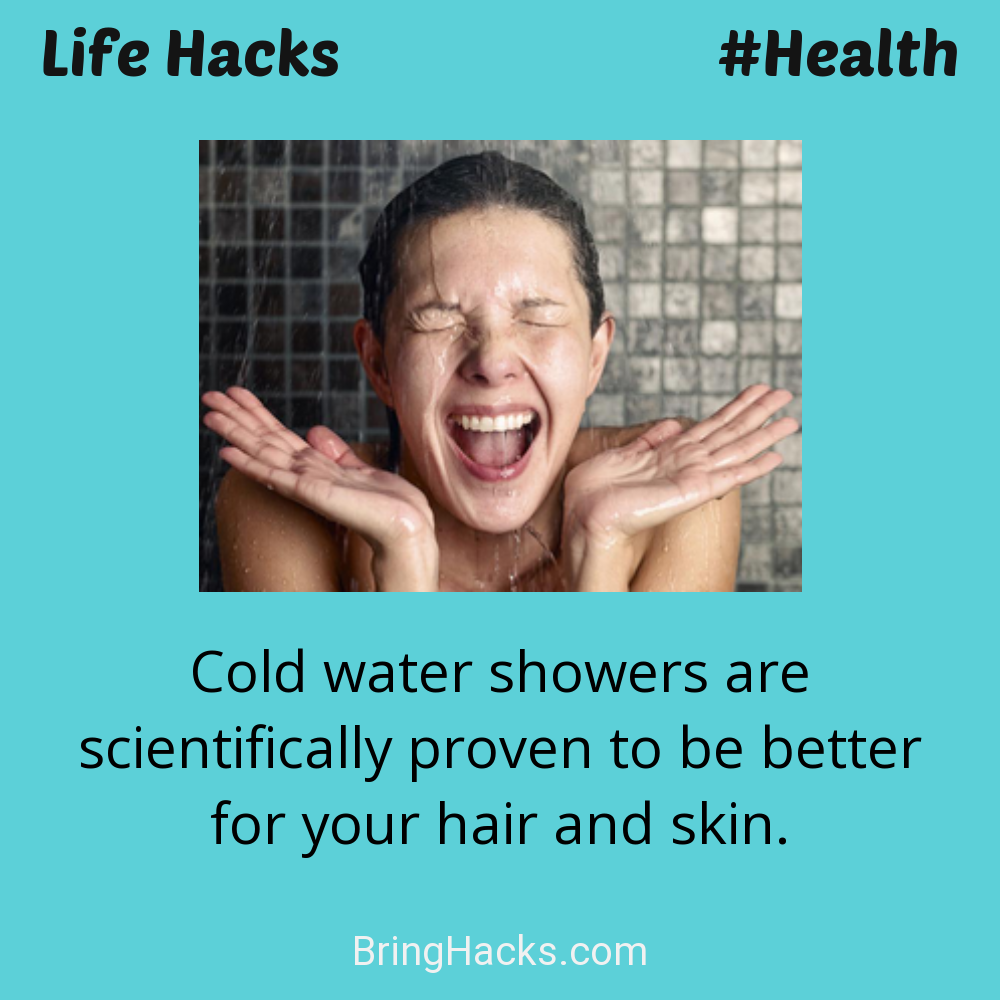 Life Hacks
#Health
Cold water showers are
scientifically proven to be better
for your hair and skin.
BringHacks.com